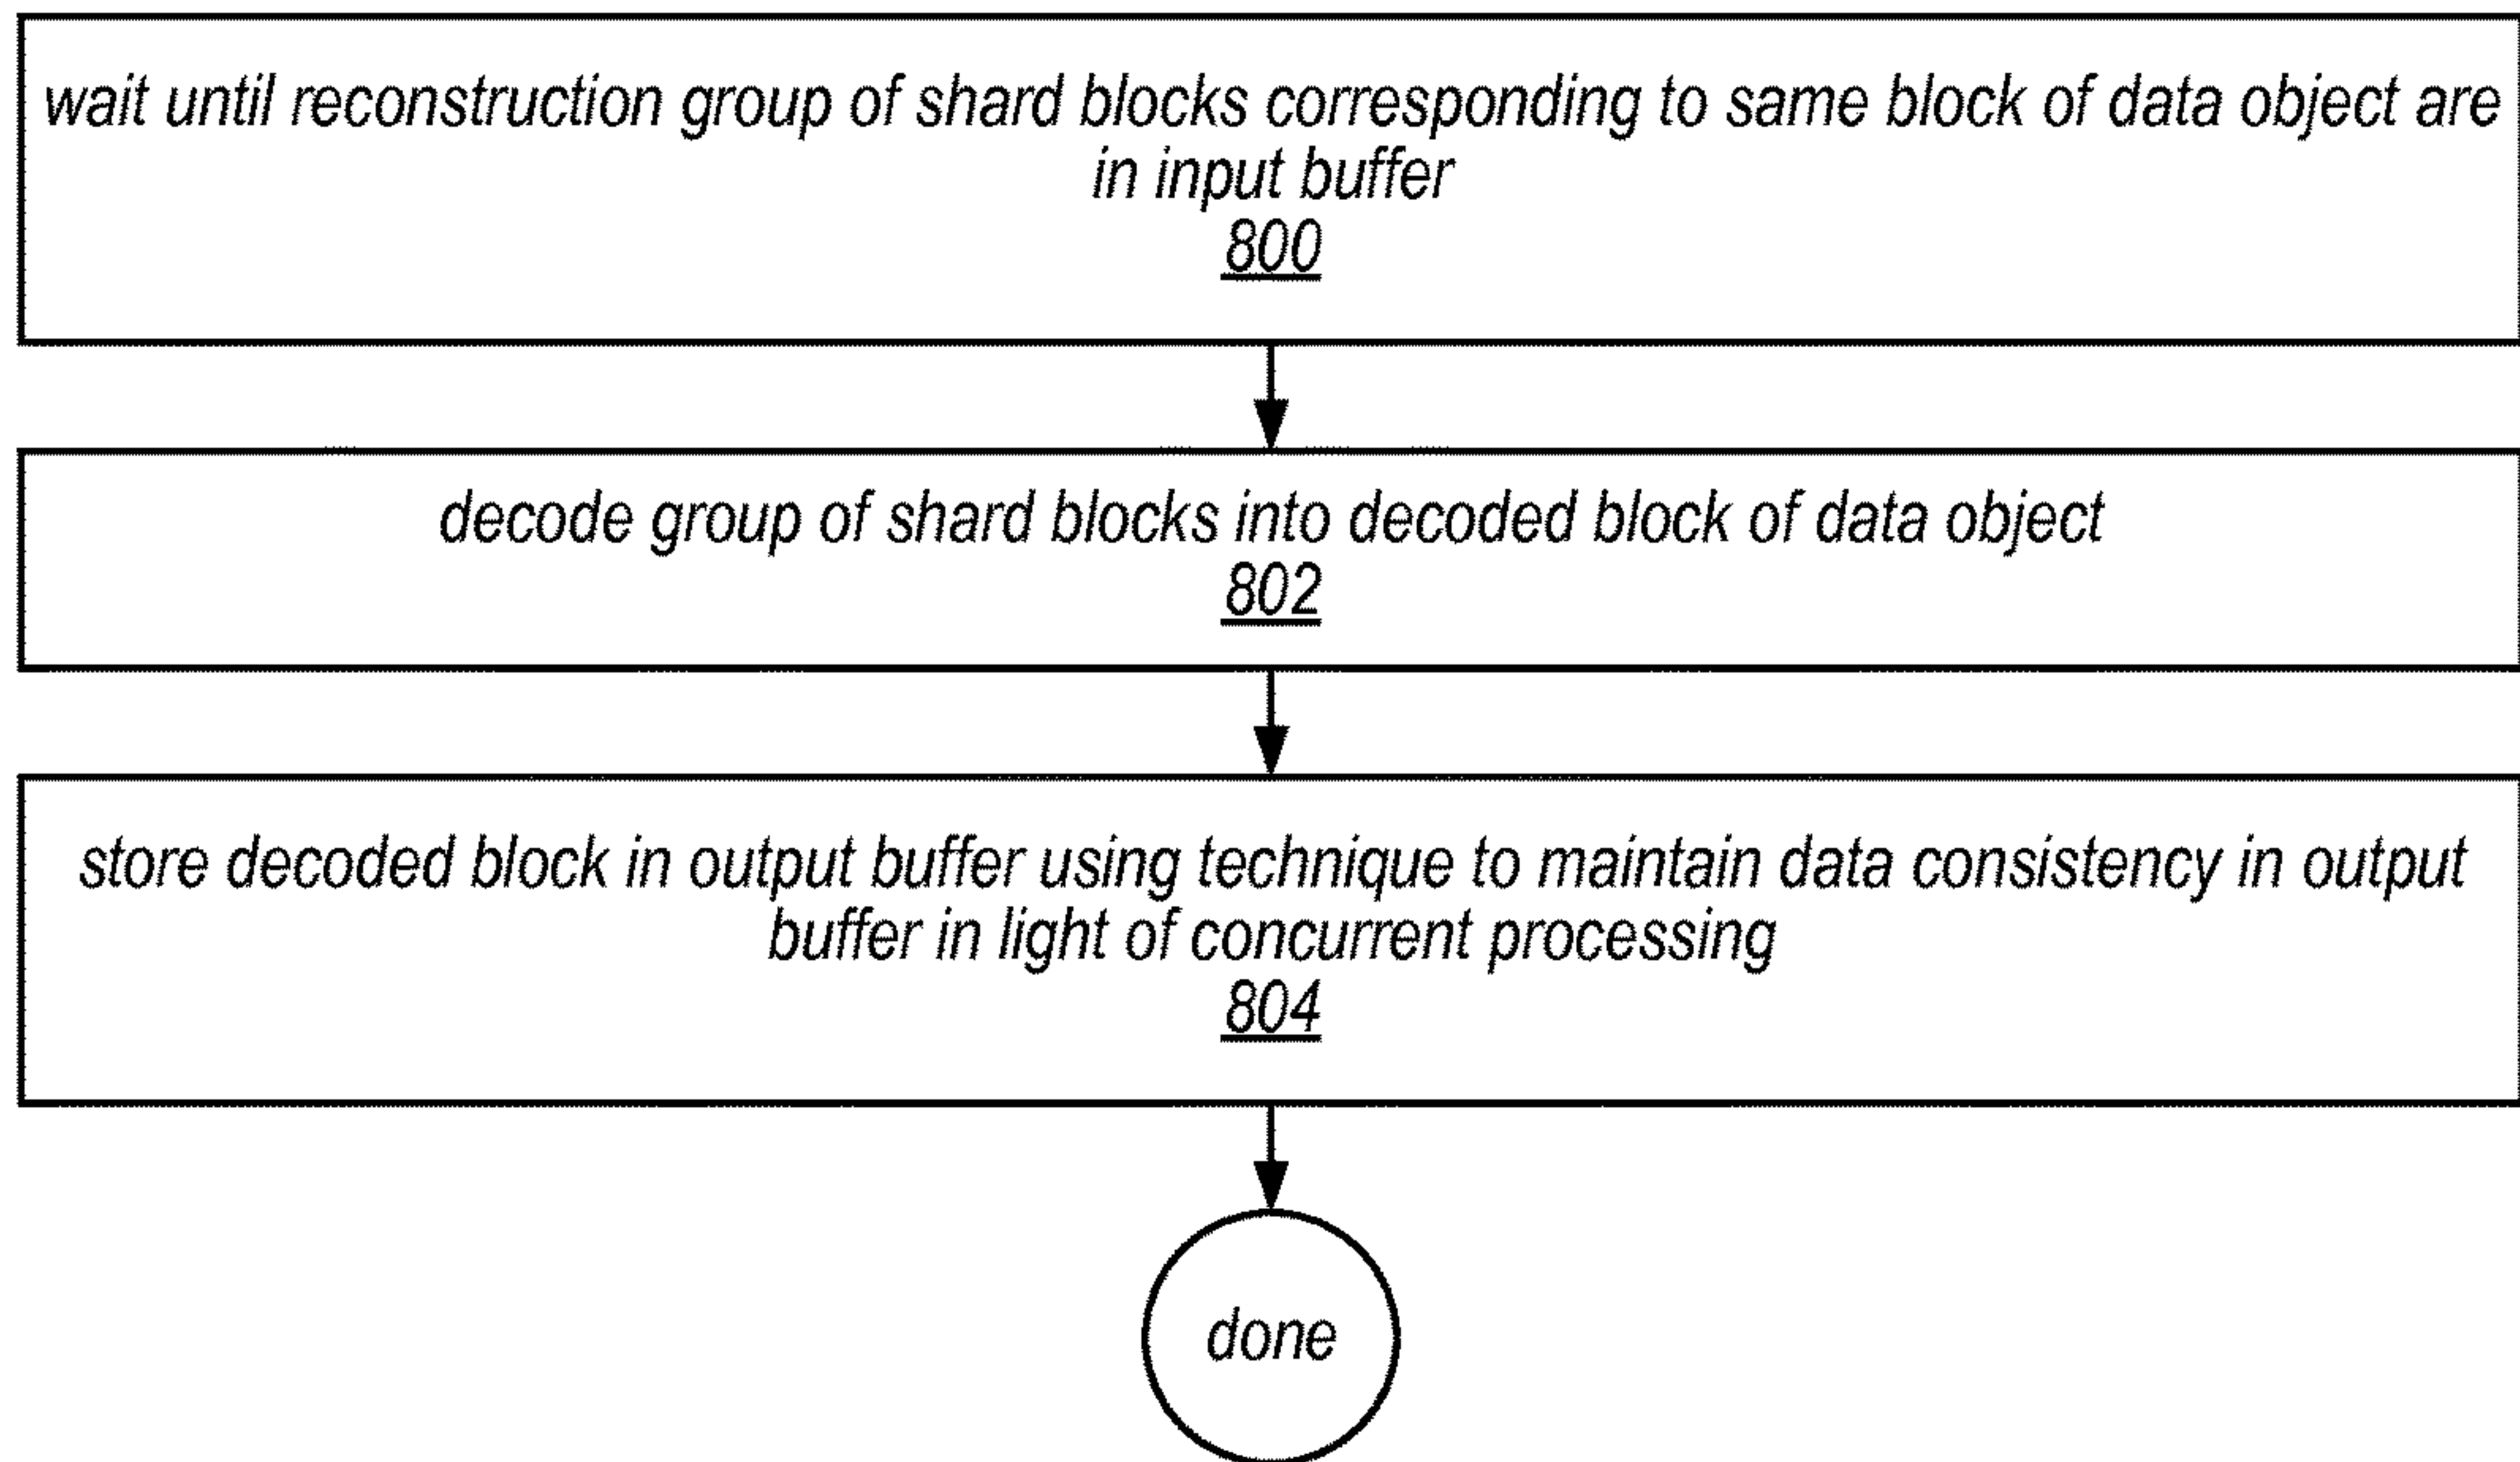 wait until reconstruction group of shard blocks corresponding to same block of data object are
in input buffer
800
decode group of shard blocks into decoded block of data object
802
store decoded block in output buffer using technique to maintain data consistency in output
buffer in light of concurrent processing
804
done